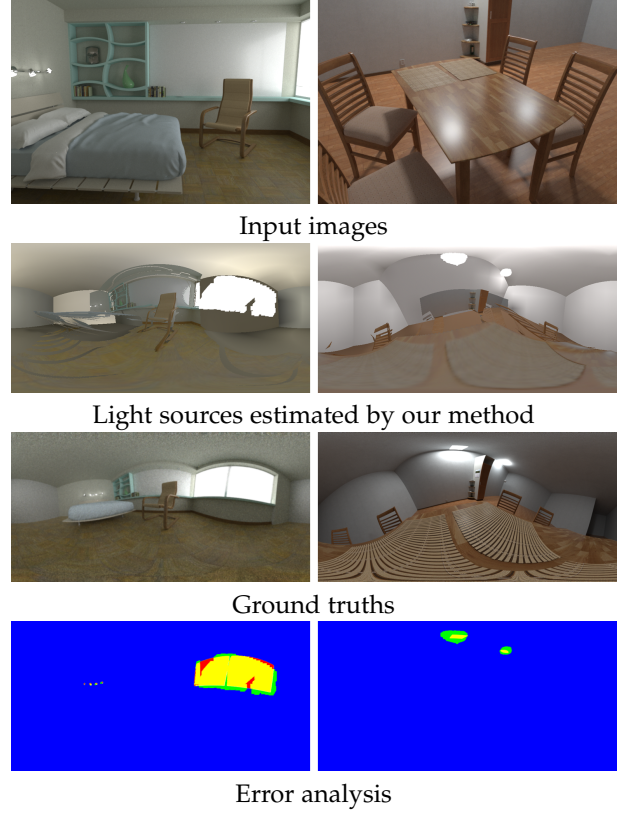 Input images
Light sources estimated by our method
Ground truths
Error analysis